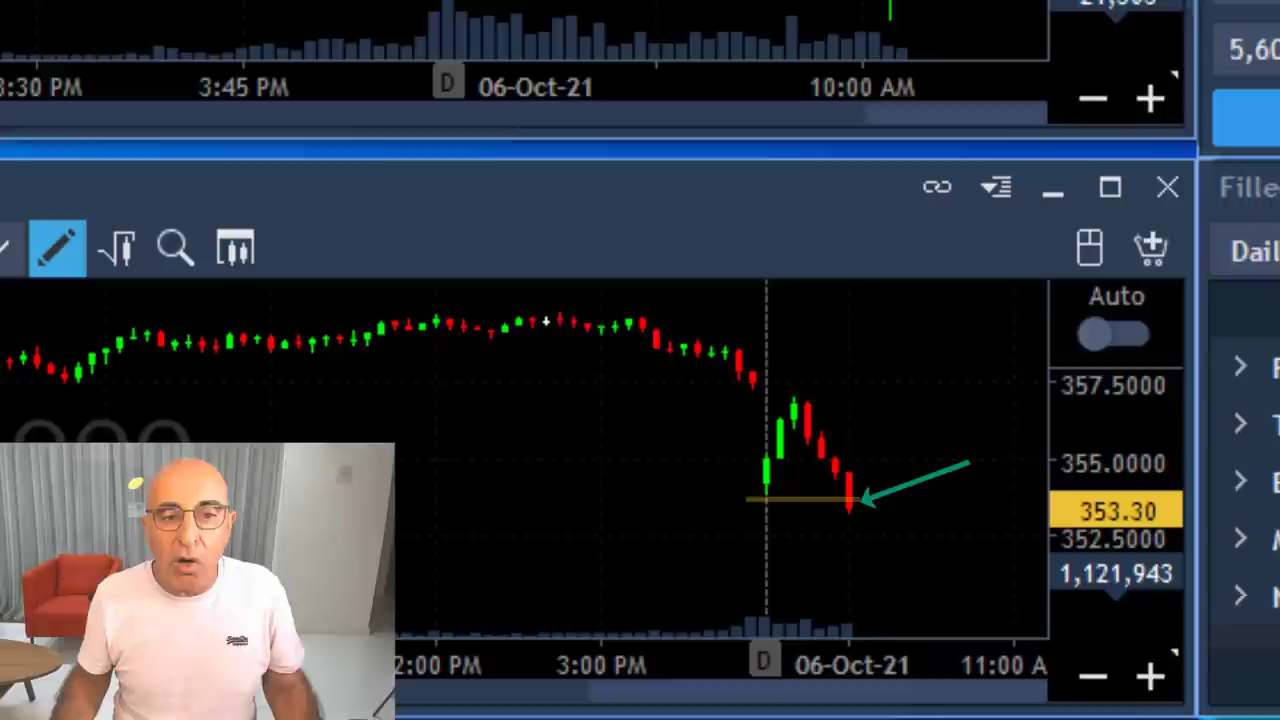 5,60
3:30 PM 3:45 PM D 06-Oct-21 10:00 AM
Fille
Dail
Auto
357.5000
355.0000
353.30
352.5000
1,121,943
2:00 PM 3:00 PM D 06-Oct-21 11:00 A